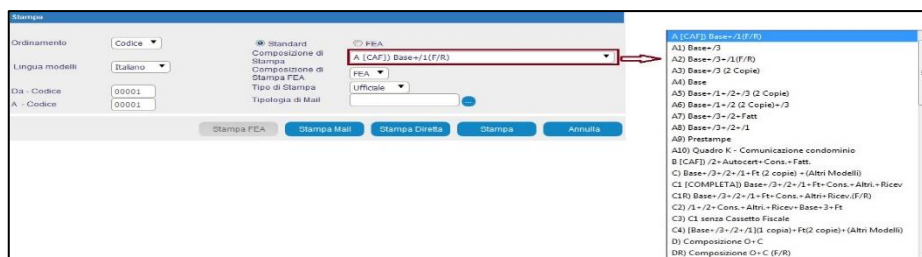 Stampa
Ordinamento
Codice
Standard
FEA
Composizione di Stampa
A [CAF]) Base+/1(F/R)
Lingua modelli
Italiano
Composizione di Stampa FEA
FEA
Da - Codice
00001
Tipo di Stampa
Ufficiale
A - Codice
00001
Tipologia di Mail
Stampa FEA
Stampa Mail
Stampa Diretta
Stampa
Annulla
A [CAF]) Base+/1(F/R)
A1) Base+/3
A2) Base+/3+/1(F/R)
A3) Base+/3 (2 Copie)
A4) Base
A5) Base+/1+/2+/3 (2 Copie)
A6) Base+/1+/2 (2 Copie)+/3
A7) Base+/3+/2+Fatt
A8) Base+/3+/2+/1
A9) Prestampe
A10) Quadro K - Comunicazione condominio
B [CAF]) /2+Autocert+Cons.+Fatt.
C) Base+/3+/2+/1+Ft (2 copie) +(Altri Modelli)
C1 [COMPLETA]) Base+/3+/2+/1+Ft+Cons.+Altri.+Ricev
C1R) Base+/3+/2+/1+Ft+Cons.+Altri+Ricev.(F/R)
C2) /1+/2+Cons.+Altri.+Ricev+Base+3+Ft
C3) C1 senza Cassetto Fiscale
C4) [Base+/3+/2+/1](1 copia)+Ft(2 copie)+(Altri Modelli)
D) Composizione O+C
DR) Composizione O+C (F/R)